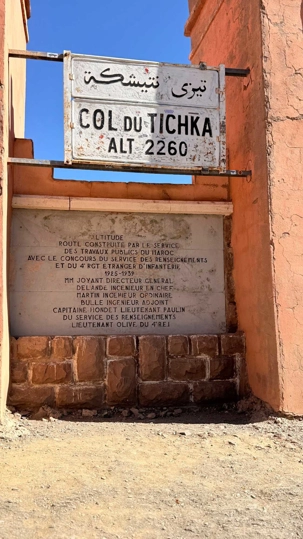 تيزي نتيشكة
COL DU TICHKA
ALT 2260
ALTITUDE
ROUTE CONSTRUITE PAR LE SERVICE
DES TRAVAUX PUBLICS DU MAROC
AVEC LE CONCOURS DU SERVICE DES RENSEIGNEMENTS
ET DU 4ᵉ RGT ETRANGER D'INFANTERIE
1925-1939
MM JOYANT DIRECTEUR GENERAL
DELANDE INGENIEUR EN CHEF
MARTIN INGENIEUR ORDINAIRE
BULLE INGENIEUR ADJOINT
CAPITAINE HONDET LIEUTENANT PAULIN
DU SERVICE DES RENSEIGNEMENTS
LIEUTENANT OLIVE DU 4ᵉ REI